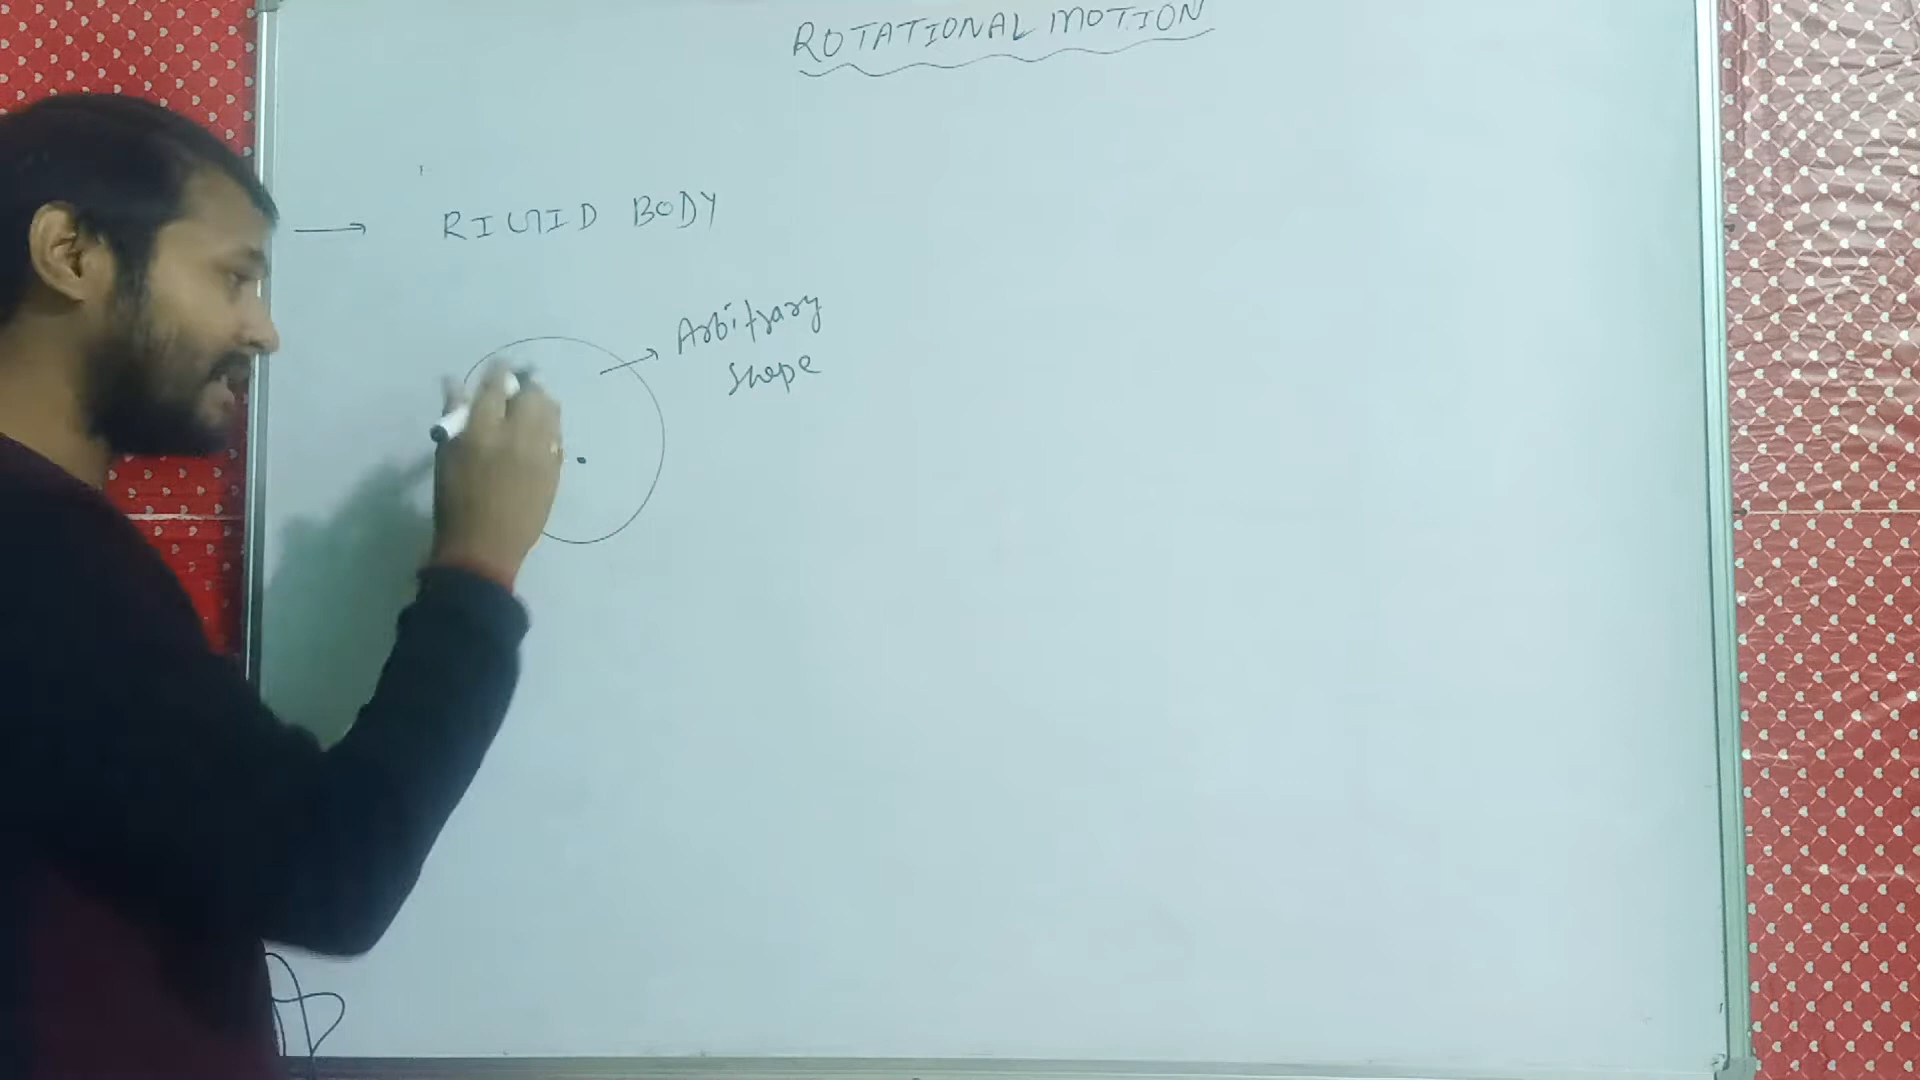 ROTATIONAL MOTION
→ RIGID BODY
→ Arbitrary
shape